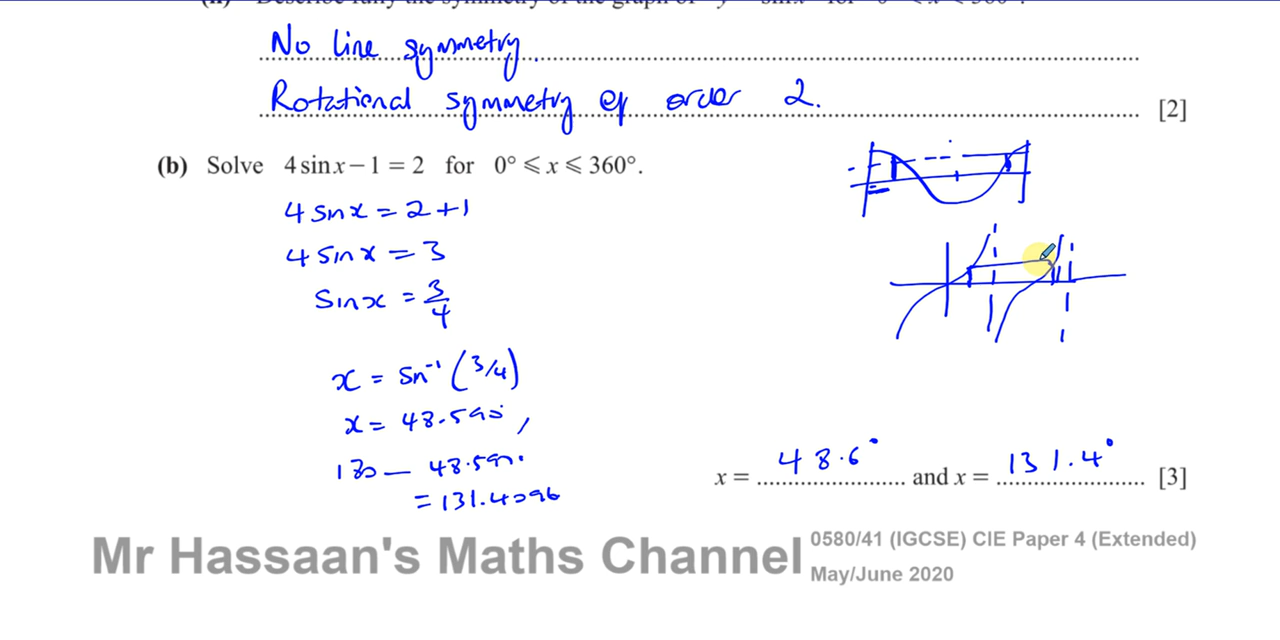 No line symmetry.
Rotational symmetry of order 2.
[2]
(b) Solve 4 sin x − 1 = 2 for 0° ⩽ x ⩽ 360°.
4 sin x = 2 + 1
4 sin x = 3
sin x = 3/4
x = sin⁻¹ (3/4)
x = 48.590,
180 − 48.590.
= 131.4096
x = 48.6° and x = 131.4° [3]
Mr Hassaan's Maths Channel
0580/41 (IGCSE) CIE Paper 4 (Extended)
May/June 2020